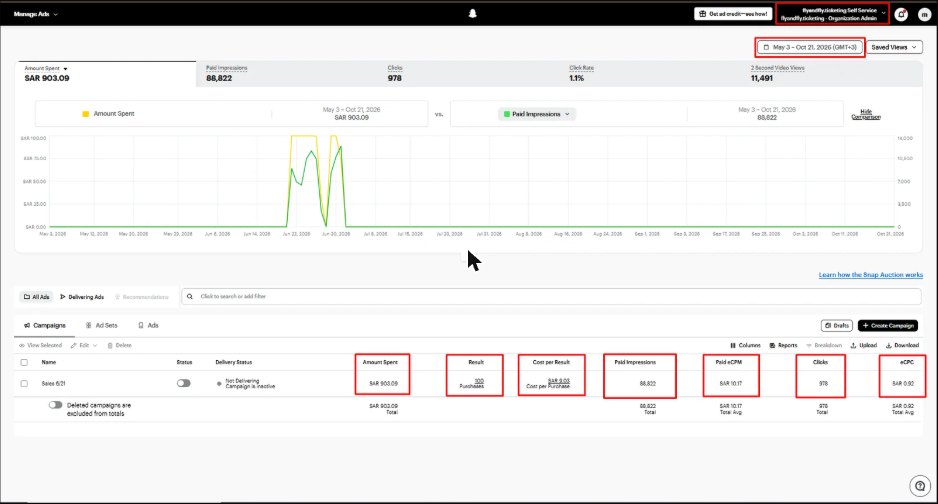 Manage Ads
Get ad credit—see how!
flyandfly.ticketing Self Service
flyandfly.ticketing - Organization Admin
m
May 3 – Oct 21, 2026 (GMT+3)
Saved Views
Amount Spent
SAR 903.09
Paid Impressions
88,822
Clicks
978
Click Rate
1.1%
2 Second Video Views
11,491
Amount Spent
May 3 – Oct 21, 2026
SAR 903.09
vs.
Paid Impressions
May 3 – Oct 21, 2026
88,822
Hide
Comparison
SAR 100.00
SAR 75.00
SAR 50.00
SAR 25.00
SAR 0.00
14,000
10,500
7,000
3,500
0
May 3, 2026
May 12, 2026
May 20, 2026
May 29, 2026
Jun 6, 2026
Jun 14, 2026
Jun 22, 2026
Jun 30, 2026
Jul 8, 2026
Jul 15, 2026
Jul 23, 2026
Jul 31, 2026
Aug 8, 2026
Aug 16, 2026
Aug 24, 2026
Sep 1, 2026
Sep 9, 2026
Sep 17, 2026
Sep 25, 2026
Oct 3, 2026
Oct 11, 2026
Oct 21, 2026
Learn how the Snap Auction works
All Ads
Delivering Ads
Recommendations
Click to search or add filter
Campaigns
Ad Sets
Ads
Drafts
+ Create Campaign
View Selected
Edit
Delete
Columns
Reports
Breakdown
Upload
Download
Name
Status
Delivery Status
Amount Spent
Result
Cost per Result
Paid Impressions
Paid eCPM
Clicks
eCPC
Sales 6/21
Not Delivering
Campaign is inactive
SAR 903.09
100
Purchases
SAR 9.03
Cost per Purchase
88,822
SAR 10.17
978
SAR 0.92
Deleted campaigns are
excluded from totals
SAR 903.09
Total
88,822
Total
SAR 10.17
Total Avg
978
Total
SAR 0.92
Total Avg